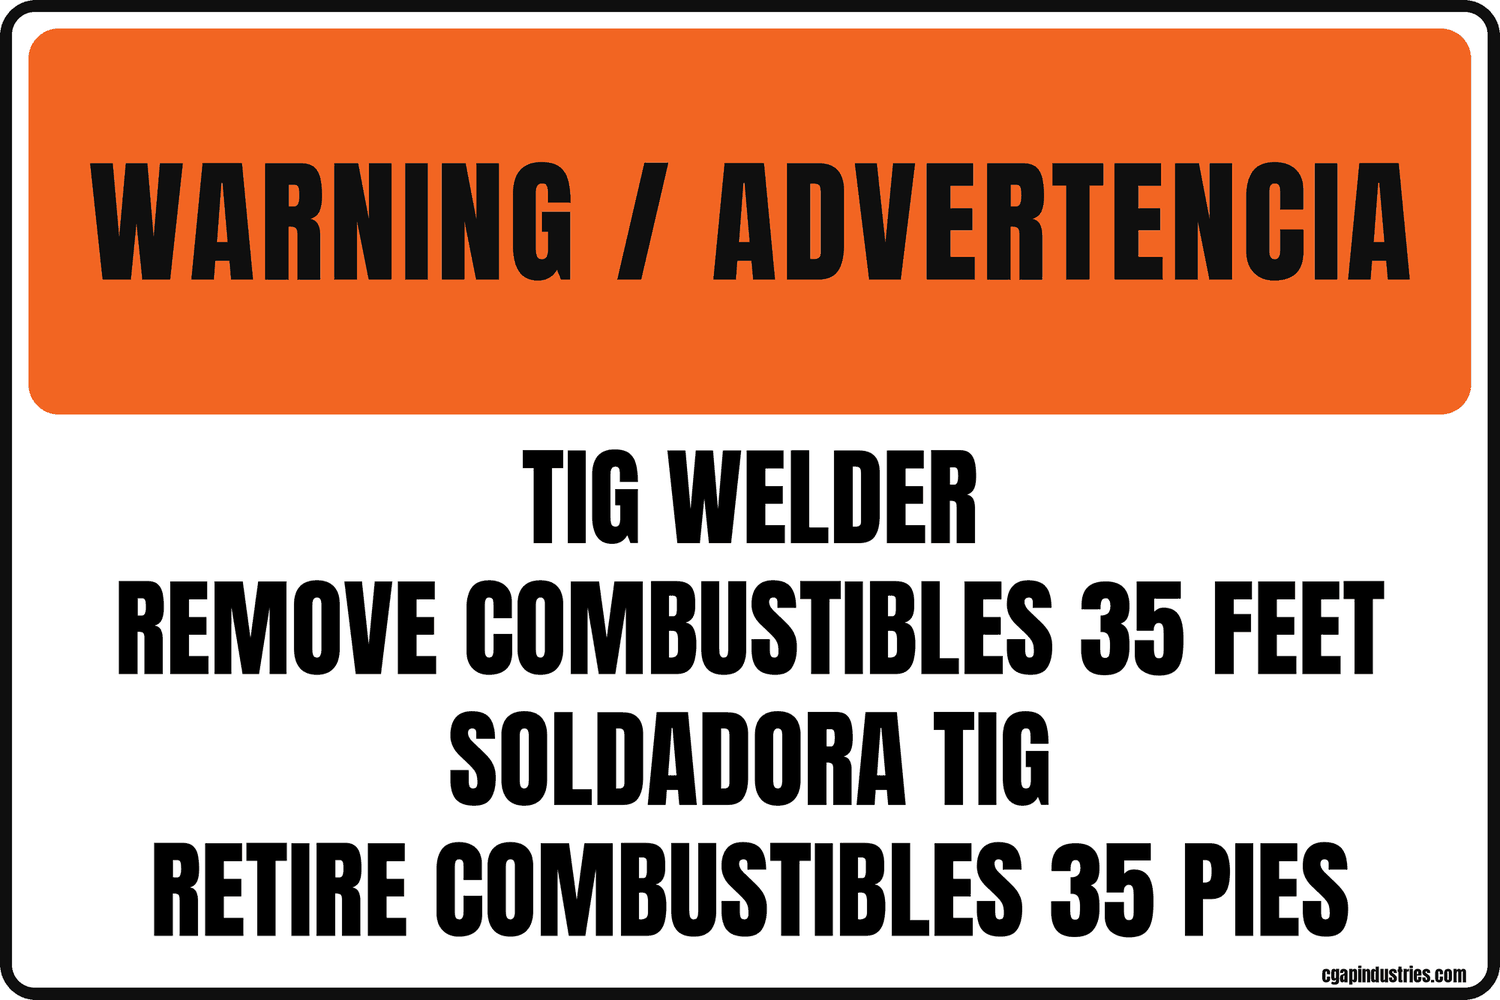 WARNING / ADVERTENCIA
TIG WELDER
REMOVE COMBUSTIBLES 35 FEET
SOLDADORA TIG
RETIRE COMBUSTIBLES 35 PIES
cgapindustries.com